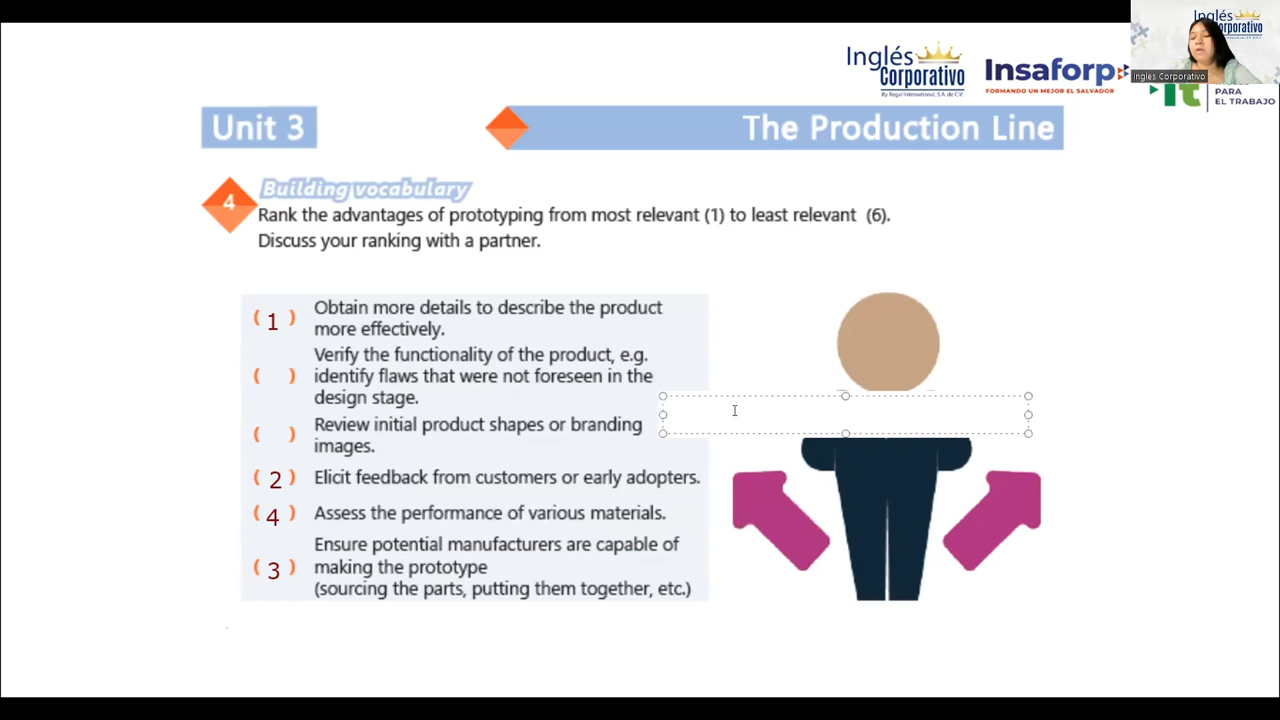 Inglés
Corporativo
By Regal International, S.A. de C.V.
Insaforp
FORMANDO UN MEJOR EL SALVADOR
Inglés
Corporativo
Ingles Corporativo
it
PARA
EL TRABAJO
Unit 3
The Production Line
4
Building vocabulary
Rank the advantages of prototyping from most relevant (1) to least relevant (6).
Discuss your ranking with a partner.
( 1 ) Obtain more details to describe the product
more effectively.
( ) Verify the functionality of the product, e.g.
identify flaws that were not foreseen in the
design stage.
( ) Review initial product shapes or branding
images.
( 2 ) Elicit feedback from customers or early adopters.
( 4 ) Assess the performance of various materials.
( 3 ) Ensure potential manufacturers are capable of
making the prototype
(sourcing the parts, putting them together, etc.)